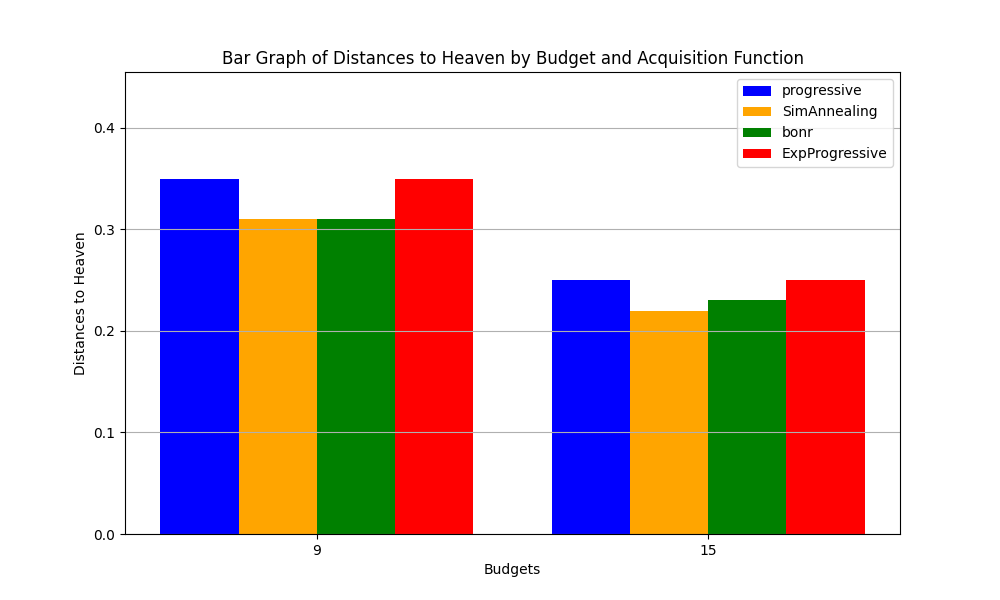 Bar Graph of Distances to Heaven by Budget and Acquisition Function
progressive
SimAnnealing
bonr
ExpProgressive
Distances to Heaven
0.4
0.3
0.2
0.1
0.0
9
15
Budgets